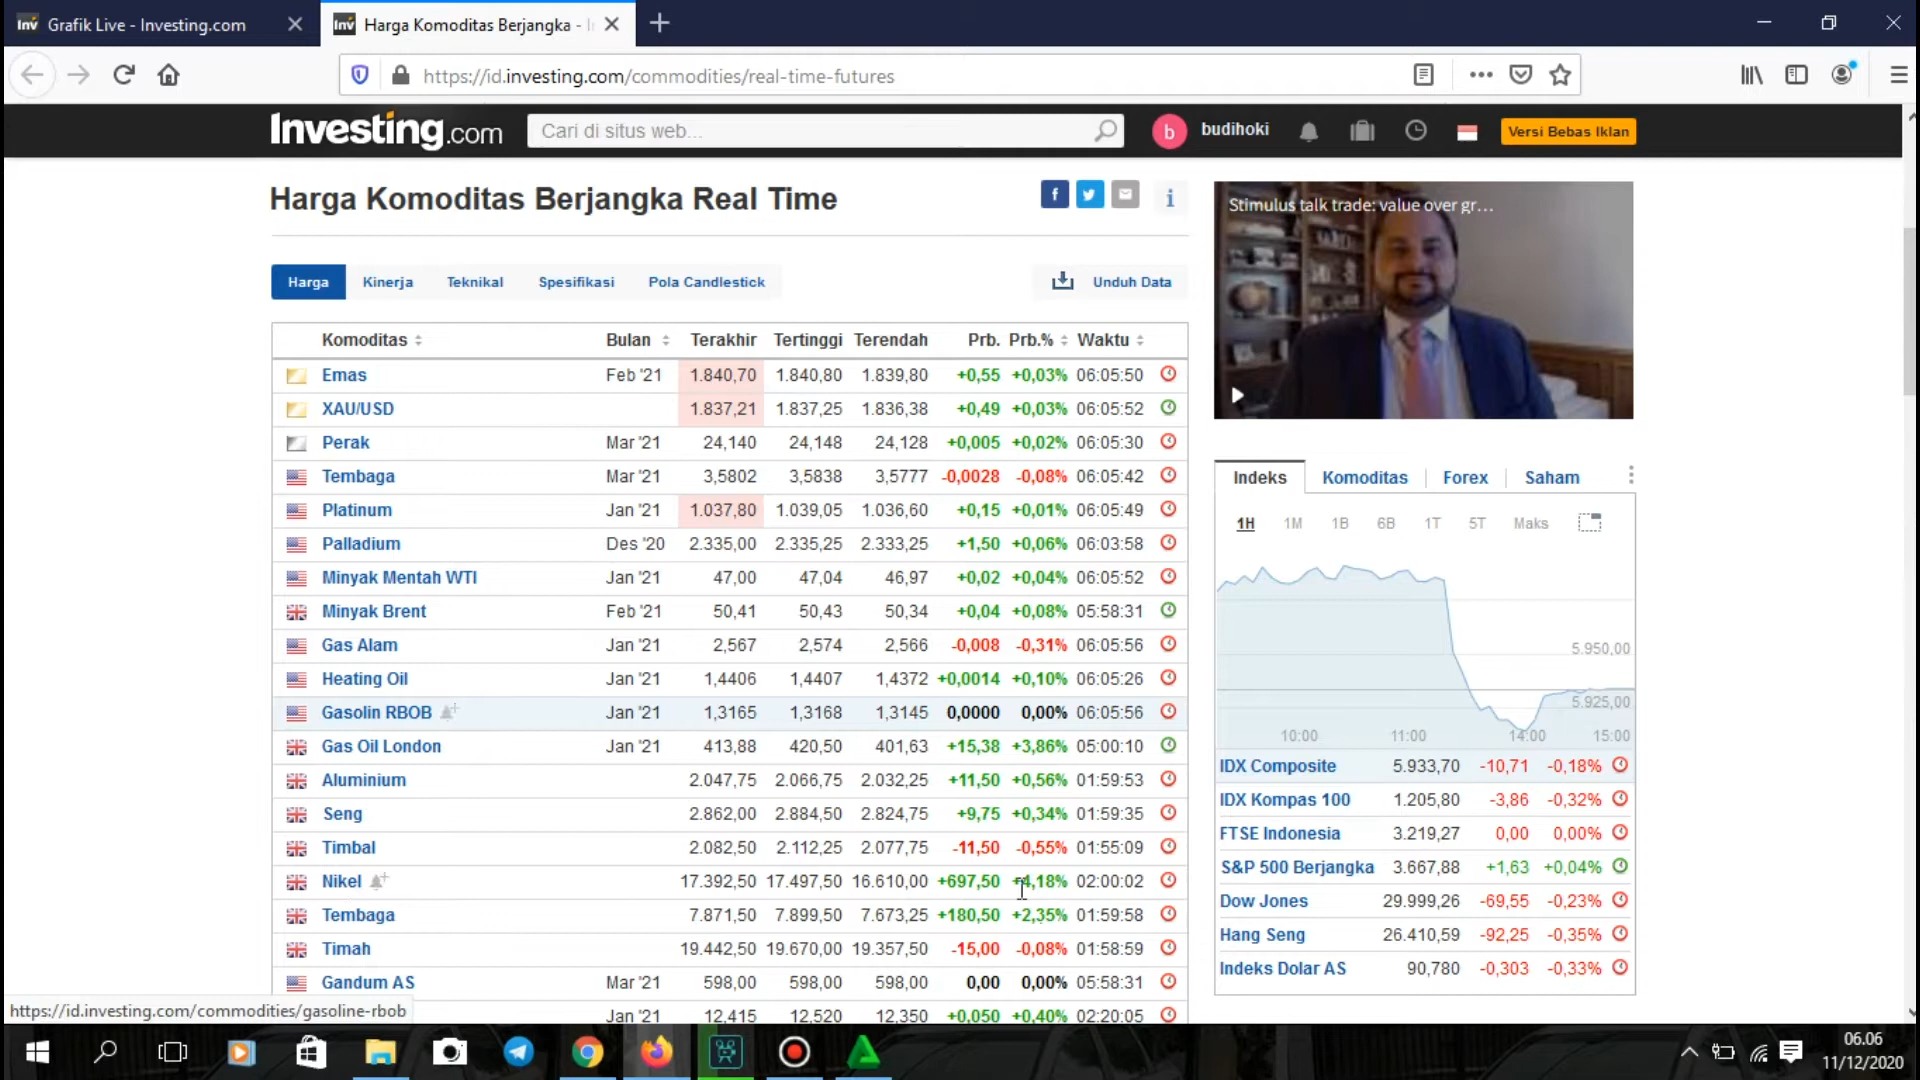 Inv Grafik Live - Investing.com
Inv Harga Komoditas Berjangka -
https://id.investing.com/commodities/real-time-futures
Investing.com
Cari di situs web...
b budihoki
Versi Bebas Iklan
Harga Komoditas Berjangka Real Time
f
i
Harga Kinerja Teknikal Spesifikasi Pola Candlestick Unduh Data
Komoditas Bulan Terakhir Tertinggi Terendah Prb. Prb.% Waktu
Emas Feb '21 1.840,70 1.840,80 1.839,80 +0,55 +0,03% 06:05:50
XAU/USD 1.837,21 1.837,25 1.836,38 +0,49 +0,03% 06:05:52
Perak Mar '21 24,140 24,148 24,128 +0,005 +0,02% 06:05:30
Tembaga Mar '21 3,5802 3,5838 3,5777 -0,0028 -0,08% 06:05:42
Platinum Jan '21 1.037,80 1.039,05 1.036,60 +0,15 +0,01% 06:05:49
Palladium Des '20 2.335,00 2.335,25 2.333,25 +1,50 +0,06% 06:03:58
Minyak Mentah WTI Jan '21 47,00 47,04 46,97 +0,02 +0,04% 06:05:52
Minyak Brent Feb '21 50,41 50,43 50,34 +0,04 +0,08% 05:58:31
Gas Alam Jan '21 2,567 2,574 2,566 -0,008 -0,31% 06:05:56
Heating Oil Jan '21 1,4406 1,4407 1,4372 +0,0014 +0,10% 06:05:26
Gasolin RBOB Jan '21 1,3165 1,3168 1,3145 0,0000 0,00% 06:05:56
Gas Oil London Jan '21 413,88 420,50 401,63 +15,38 +3,86% 05:00:10
Aluminium 2.047,75 2.066,75 2.032,25 +11,50 +0,56% 01:59:53
Seng 2.862,00 2.884,50 2.824,75 +9,75 +0,34% 01:59:35
Timbal 2.082,50 2.112,25 2.077,75 -11,50 -0,55% 01:55:09
Nikel 17.392,50 17.497,50 16.610,00 +697,50 +4,18% 02:00:02
Tembaga 7.871,50 7.899,50 7.673,25 +180,50 +2,35% 01:59:58
Timah 19.442,50 19.670,00 19.357,50 -15,00 -0,08% 01:58:59
Gandum AS Mar '21 598,00 598,00 598,00 0,00 0,00% 05:58:31
Jan '21 12,415 12,520 12,350 +0,050 +0,40% 02:20:05
Stimulus talk trade: value over gr...
Indeks Komoditas Forex Saham
1H 1M 1B 6B 1T 5T Maks
5.950,00
5.925,00
10:00 11:00 14:00 15:00
IDX Composite 5.933,70 -10,71 -0,18%
IDX Kompas 100 1.205,80 -3,86 -0,32%
FTSE Indonesia 3.219,27 0,00 0,00%
S&P 500 Berjangka 3.667,88 +1,63 +0,04%
Dow Jones 29.999,26 -69,55 -0,23%
Hang Seng 26.410,59 -92,25 -0,35%
Indeks Dolar AS 90,780 -0,303 -0,33%
https://id.investing.com/commodities/gasoline-rbob
06.06
11/12/2020